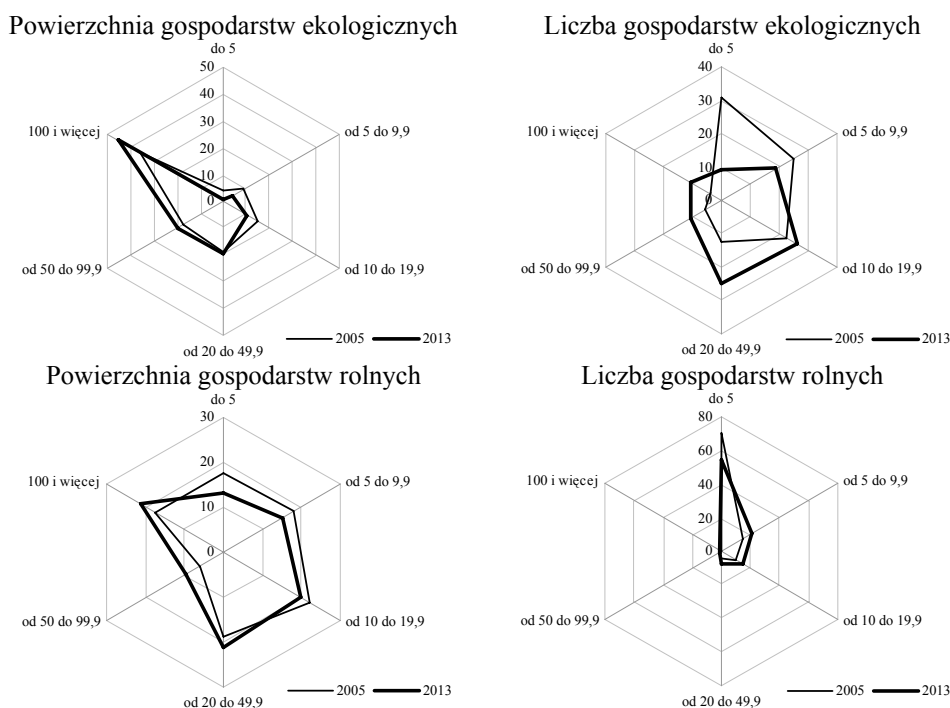 Powierzchnia gospodarstw ekologicznych
do 5
50
40
30
20
10
0
100 i więcej
od 5 do 9,9
od 50 do 99,9
od 10 do 19,9
od 20 do 49,9
2005
2013
Liczba gospodarstw ekologicznych
do 5
40
30
20
10
0
100 i więcej
od 5 do 9,9
od 50 do 99,9
od 10 do 19,9
od 20 do 49,9
2005
2013
Powierzchnia gospodarstw rolnych
do 5
30
20
10
0
100 i więcej
od 5 do 9,9
od 50 do 99,9
od 10 do 19,9
od 20 do 49,9
2005
2013
Liczba gospodarstw rolnych
do 5
80
60
40
20
0
100 i więcej
od 5 do 9,9
od 50 do 99,9
od 10 do 19,9
od 20 do 49,9
2005
2013